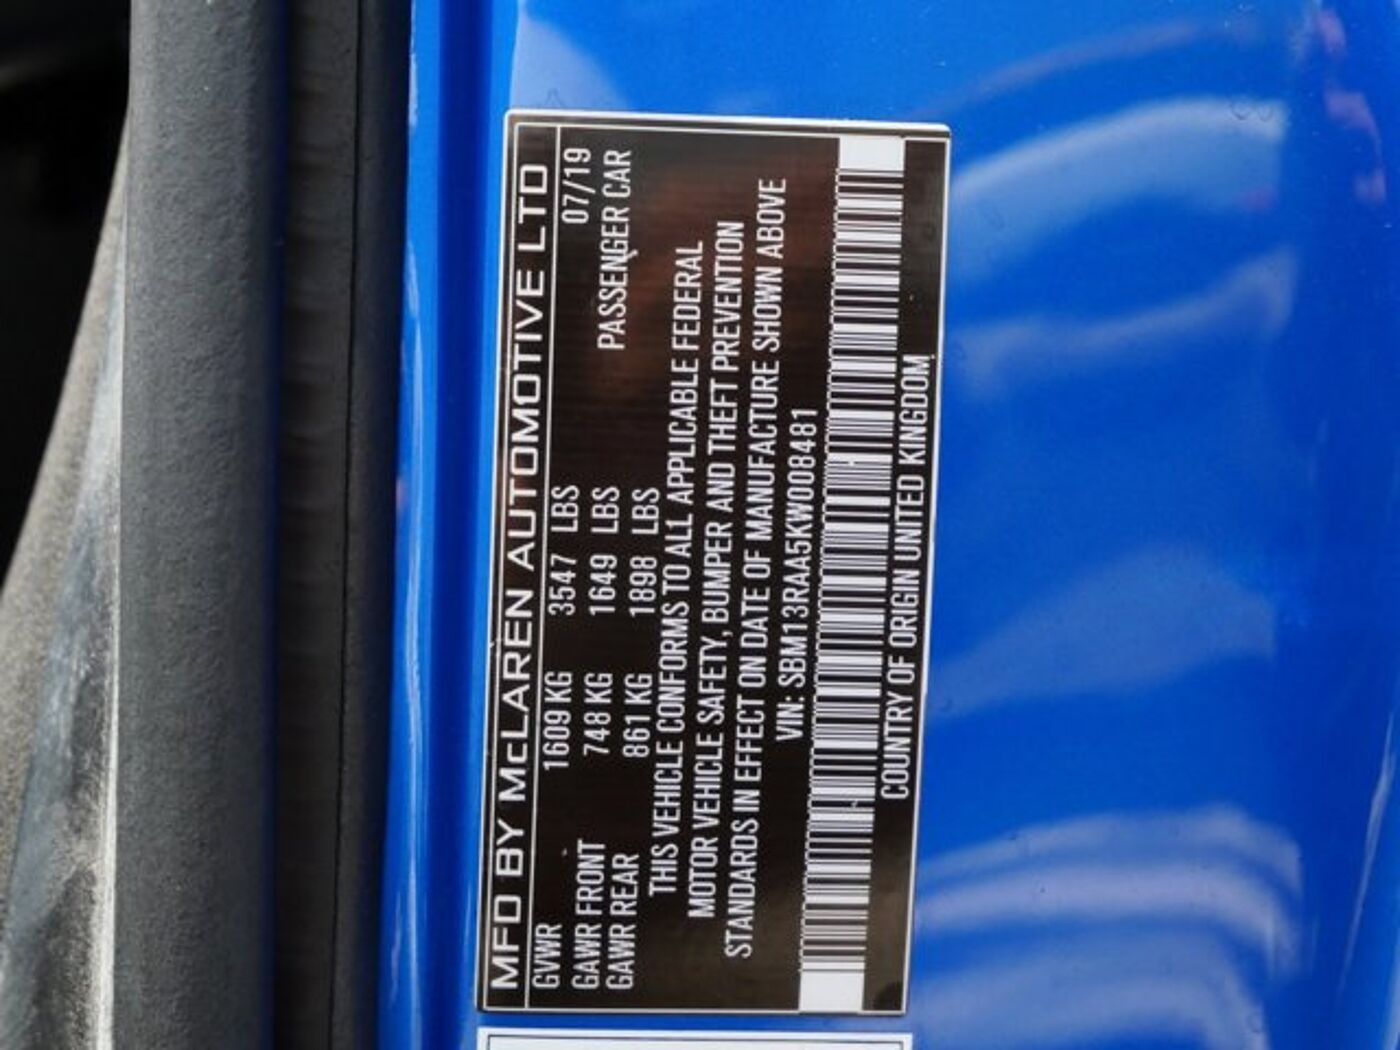 MFD BY McLAREN AUTOMOTIVE LTD
GVWR 1609 KG 3547 LBS 07/19
GAWR FRONT 748 KG 1649 LBS PASSENGER CAR
GAWR REAR 861 KG 1898 LBS
THIS VEHICLE CONFORMS TO ALL APPLICABLE FEDERAL
MOTOR VEHICLE SAFETY, BUMPER AND THEFT PREVENTION
STANDARDS IN EFFECT ON DATE OF MANUFACTURE SHOWN ABOVE
VIN: SBM13RAA5KW008481
COUNTRY OF ORIGIN UNITED KINGDOM